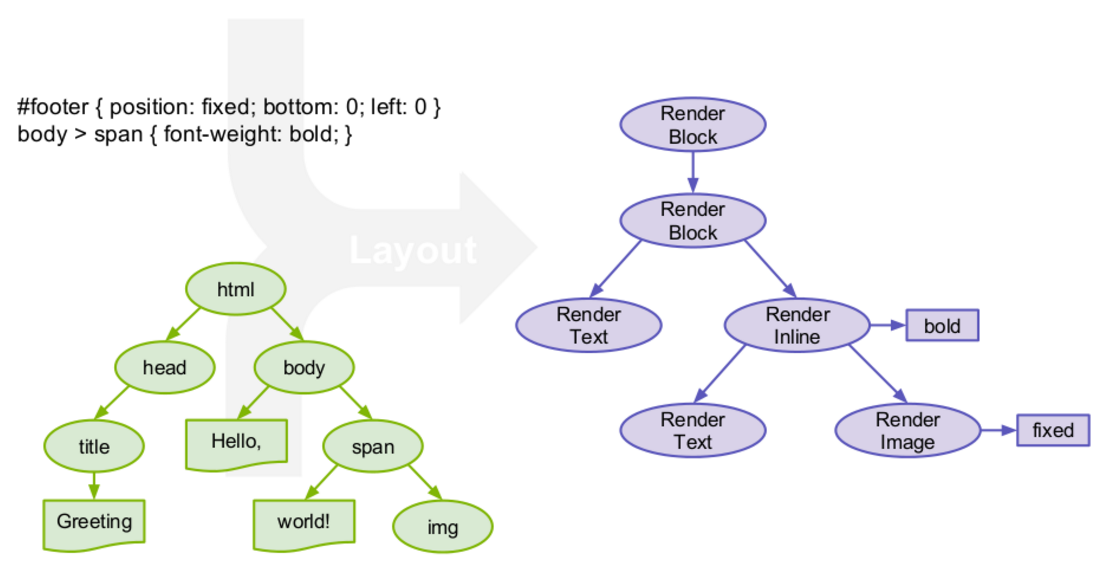 #footer { position: fixed; bottom: 0; left: 0 }
body > span { font-weight: bold; }
Layout
html
head
body
title
Hello,
span
Greeting
world!
img
Render
Block
Render
Block
Render
Text
Render
Inline
bold
Render
Text
Render
Image
fixed